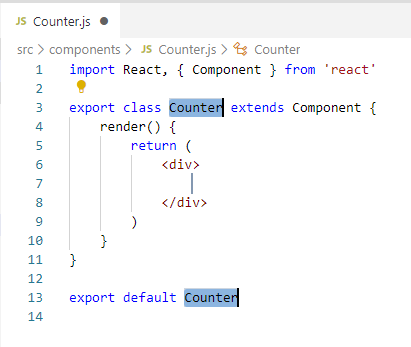 JS Counter.js ●
src > components > JS Counter.js > Counter
1 import React, { Component } from 'react'
2
3 export class Counter extends Component {
4     render() {
5         return (
6             <div>
7
8             </div>
9         )
10     }
11 }
12
13 export default Counter
14